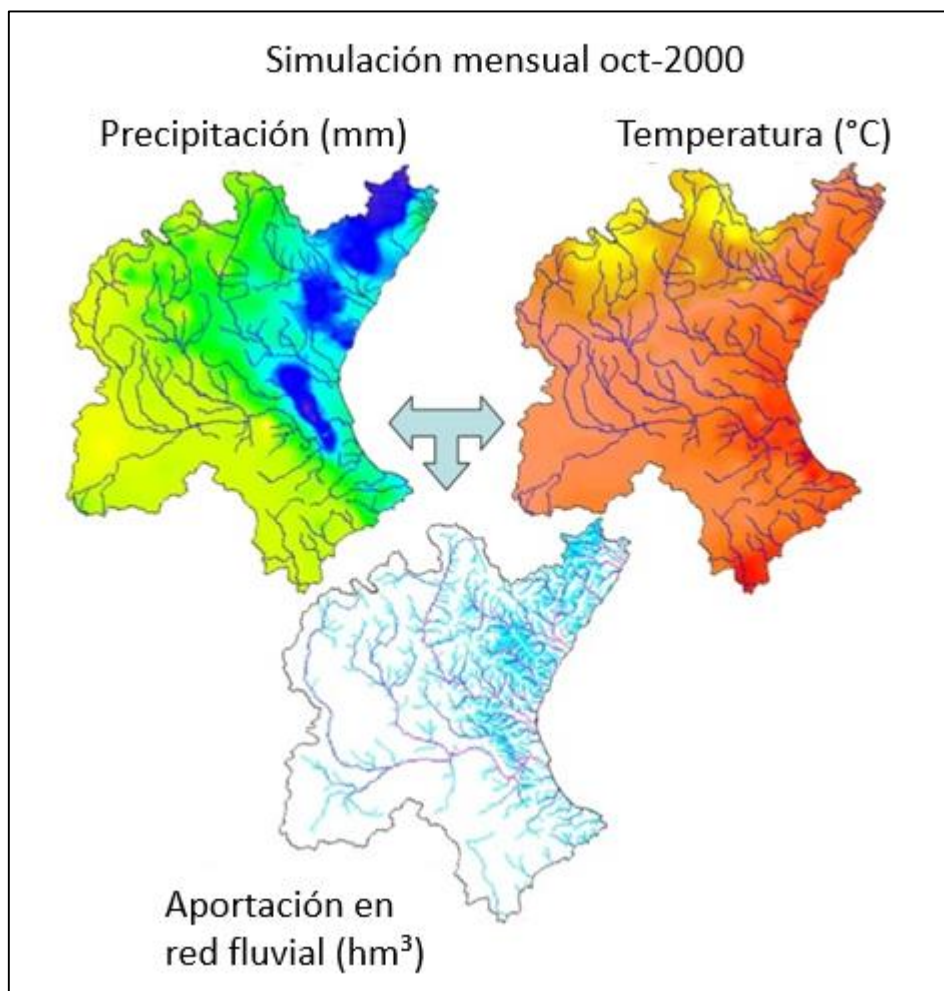 Simulación mensual oct-2000
Precipitación (mm)
Temperatura (°C)
Aportación en
red fluvial (hm³)